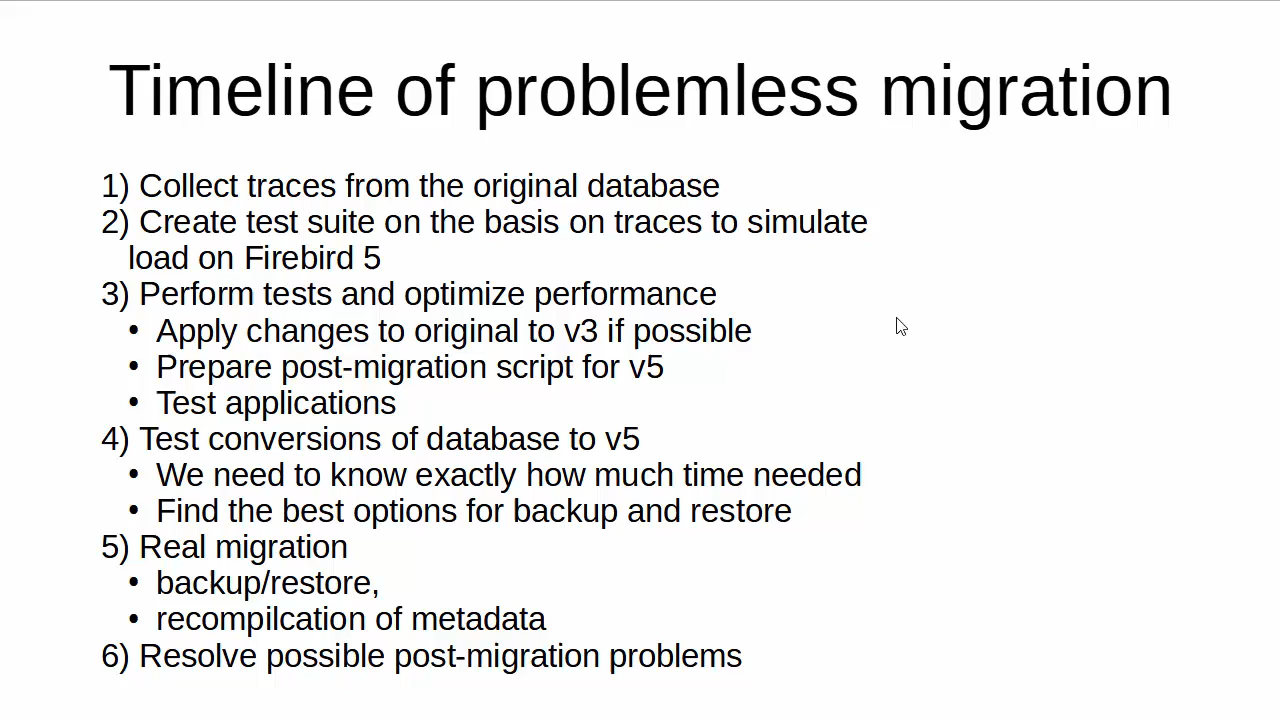 Timeline of problemless migration
1) Collect traces from the original database
2) Create test suite on the basis on traces to simulate
load on Firebird 5
3) Perform tests and optimize performance
• Apply changes to original to v3 if possible
• Prepare post-migration script for v5
• Test applications
4) Test conversions of database to v5
• We need to know exactly how much time needed
• Find the best options for backup and restore
5) Real migration
• backup/restore,
• recompilcation of metadata
6) Resolve possible post-migration problems